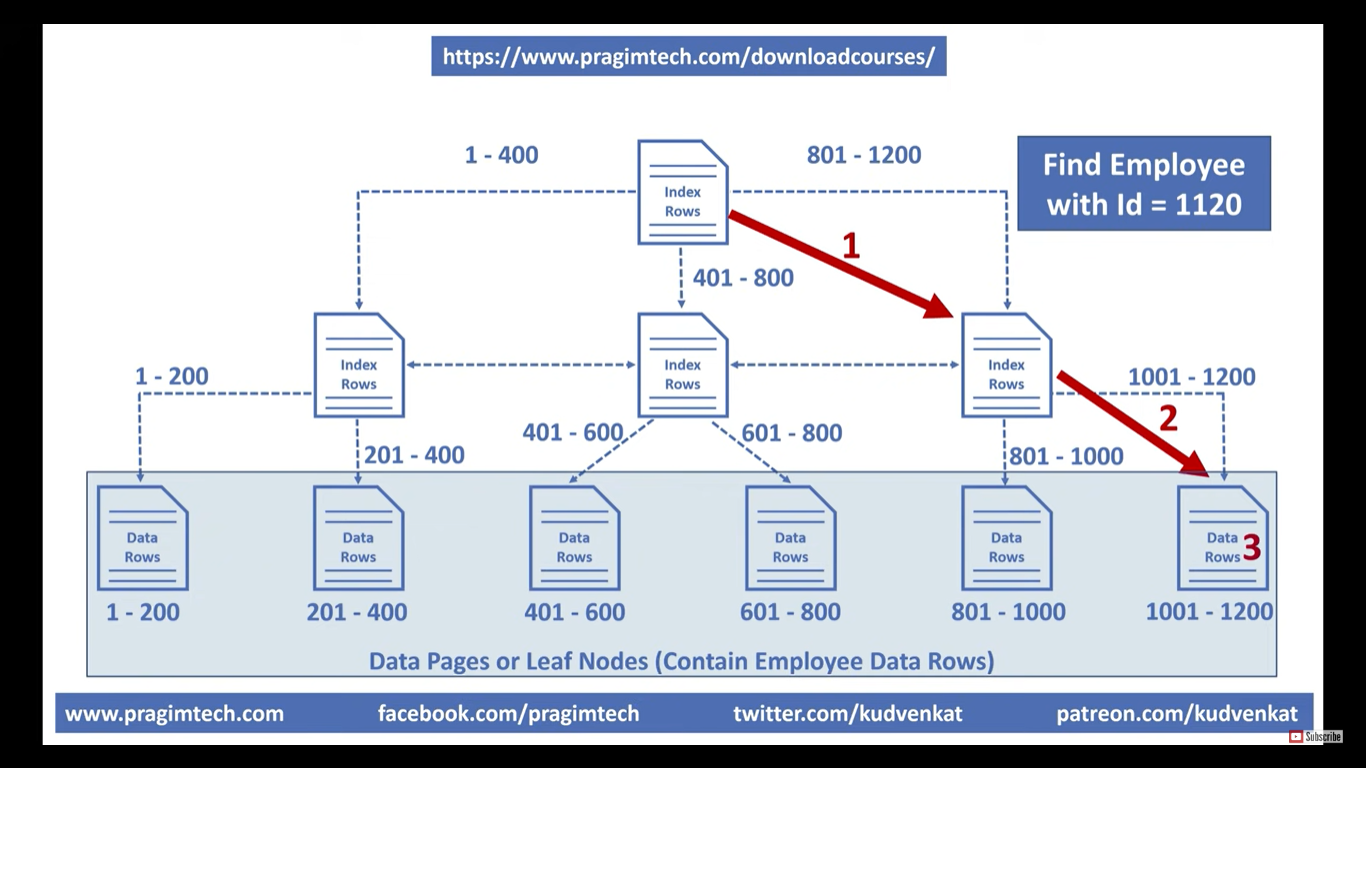 https://www.pragimtech.com/downloadcourses/
1 - 400
801 - 1200
Find Employee
with Id = 1120
Index
Rows
1
401 - 800
Index
Rows
Index
Rows
Index
Rows
1 - 200
1001 - 1200
2
401 - 600
601 - 800
201 - 400
801 - 1000
Data
Rows
Data
Rows
Data
Rows
Data
Rows
Data
Rows
Data
Rows
3
1 - 200
201 - 400
401 - 600
601 - 800
801 - 1000
1001 - 1200
Data Pages or Leaf Nodes (Contain Employee Data Rows)
www.pragimtech.com
facebook.com/pragimtech
twitter.com/kudvenkat
patreon.com/kudvenkat
Subscribe